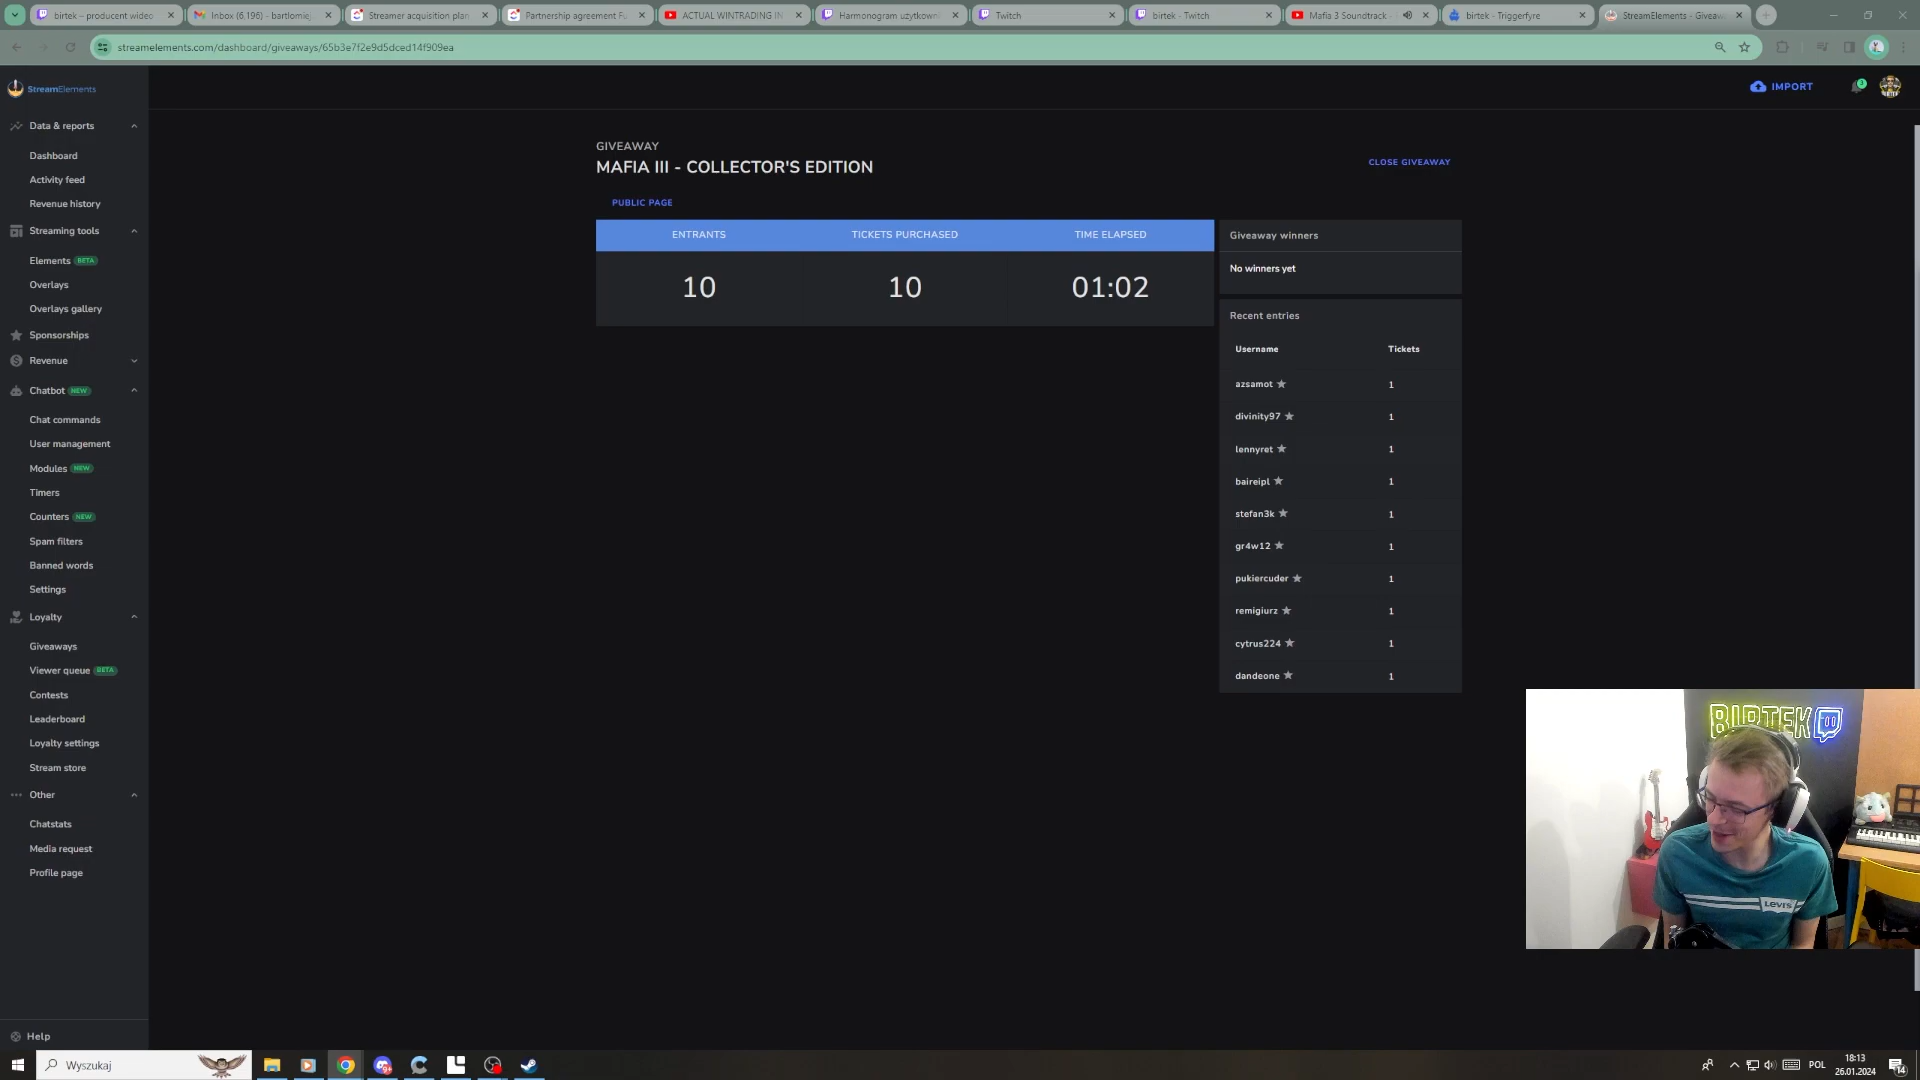 birtek – producent wideo
Inbox (6,196) - bartlomiej.
Streamer acquisition plan
Partnership agreement Fu
ACTUAL WINTRADING IN
Harmonogram użytkowni
Twitch
birtek - Twitch
Mafia 3 Soundtrack -
birtek - Triggerfyre
StreamElements - Giveaw
streamelements.com/dashboard/giveaways/65b3e7f2e9d5dced14f909ea
StreamElements
IMPORT
Data & reports
Dashboard
Activity feed
Revenue history
Streaming tools
Elements BETA
Overlays
Overlays gallery
Sponsorships
Revenue
Chatbot NEW
Chat commands
User management
Modules NEW
Timers
Counters NEW
Spam filters
Banned words
Settings
Loyalty
Giveaways
Viewer queue BETA
Contests
Leaderboard
Loyalty settings
Stream store
Other
Chatstats
Media request
Profile page
Help
GIVEAWAY
MAFIA III - COLLECTOR'S EDITION
CLOSE GIVEAWAY
PUBLIC PAGE
ENTRANTS TICKETS PURCHASED TIME ELAPSED
10 10 01:02
Giveaway winners
No winners yet
Recent entries
Username Tickets
azsamot 1
divinity97 1
lennyret 1
baireipl 1
stefan3k 1
gr4w12 1
pukiercuder 1
remigiurz 1
cytrus224 1
dandeone 1
BIRTEK
Levi's
Wyszukaj
POL
18:13
26.01.2024
14